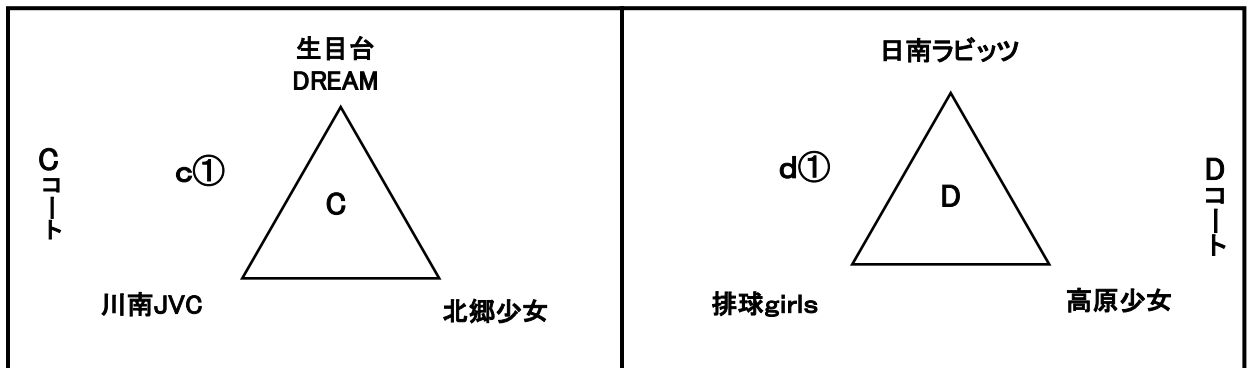 生目台
DREAM
Cコート
c①
C
川南JVC
北郷少女
日南ラビッツ
d①
D
Dコート
排球girls
高原少女